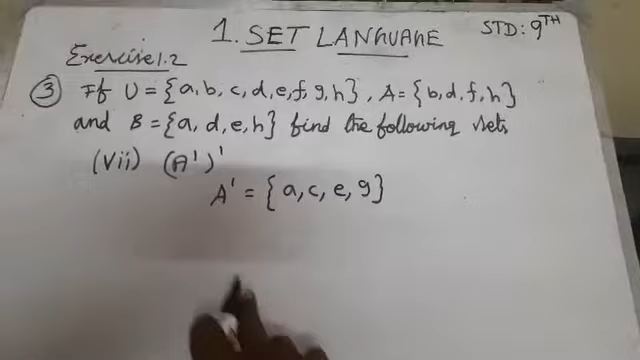 1. SET LANGUAGE STD: 9TH
Exercise 1.2
③ If U = {a, b, c, d, e, f, g, h}, A = {b, d, f, h}
and B = {a, d, e, h} find the following sets
(vii) (A')'
A' = {a, c, e, g}